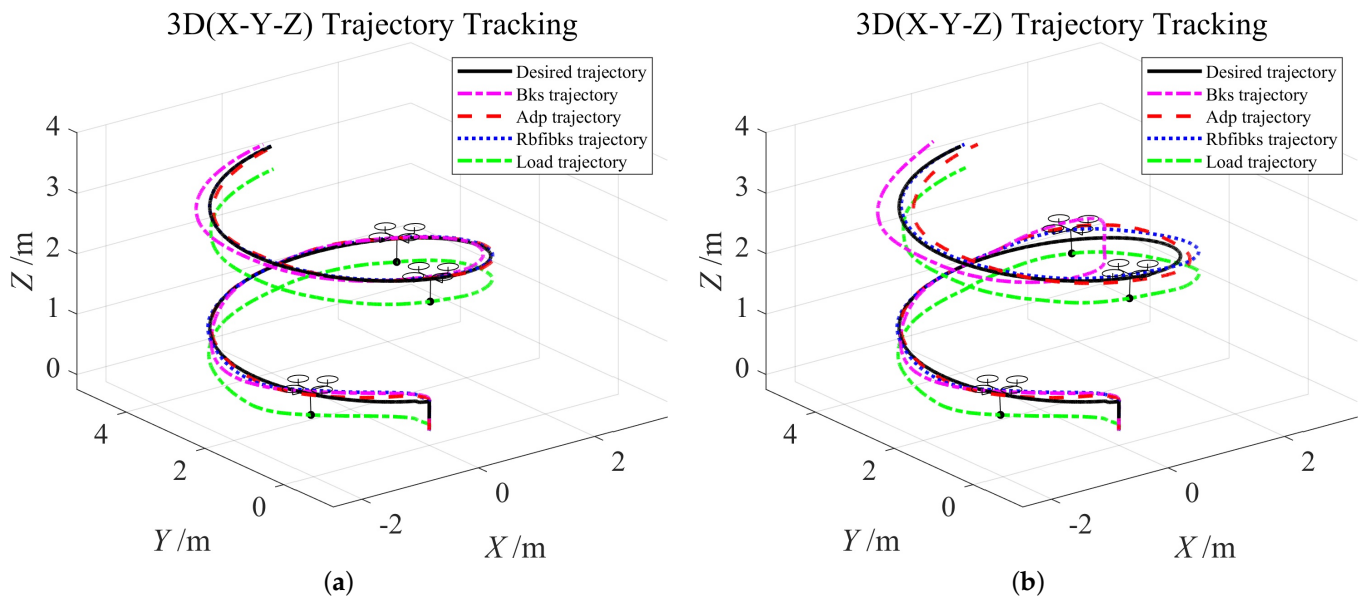 3D(X-Y-Z) Trajectory Tracking
Desired trajectory
Bks trajectory
Adp trajectory
Rbfibks trajectory
Load trajectory
4
3
2
1
0
Z /m
4
2
0
Y /m
-2
0
2
X /m
(a)
3D(X-Y-Z) Trajectory Tracking
Desired trajectory
Bks trajectory
Adp trajectory
Rbfibks trajectory
Load trajectory
4
3
2
1
0
Z /m
4
2
0
Y /m
-2
0
2
X /m
(b)